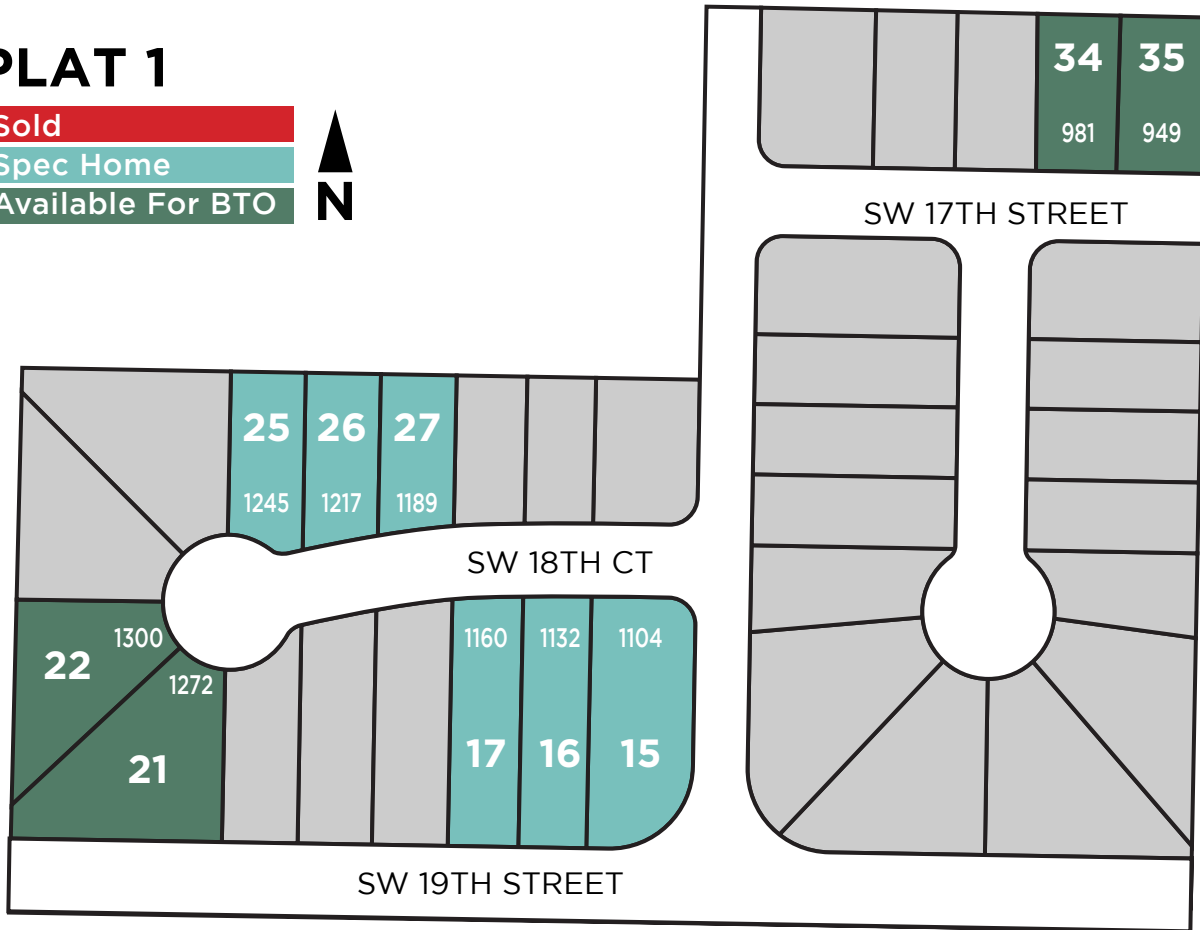 PLAT 1
Sold
Spec Home
Available For BTO
N
34 35
981 949
SW 17TH STREET
25 26 27
1245 1217 1189
SW 18TH CT
1300
22
1272
21
1160 1132 1104
17 16 15
SW 19TH STREET